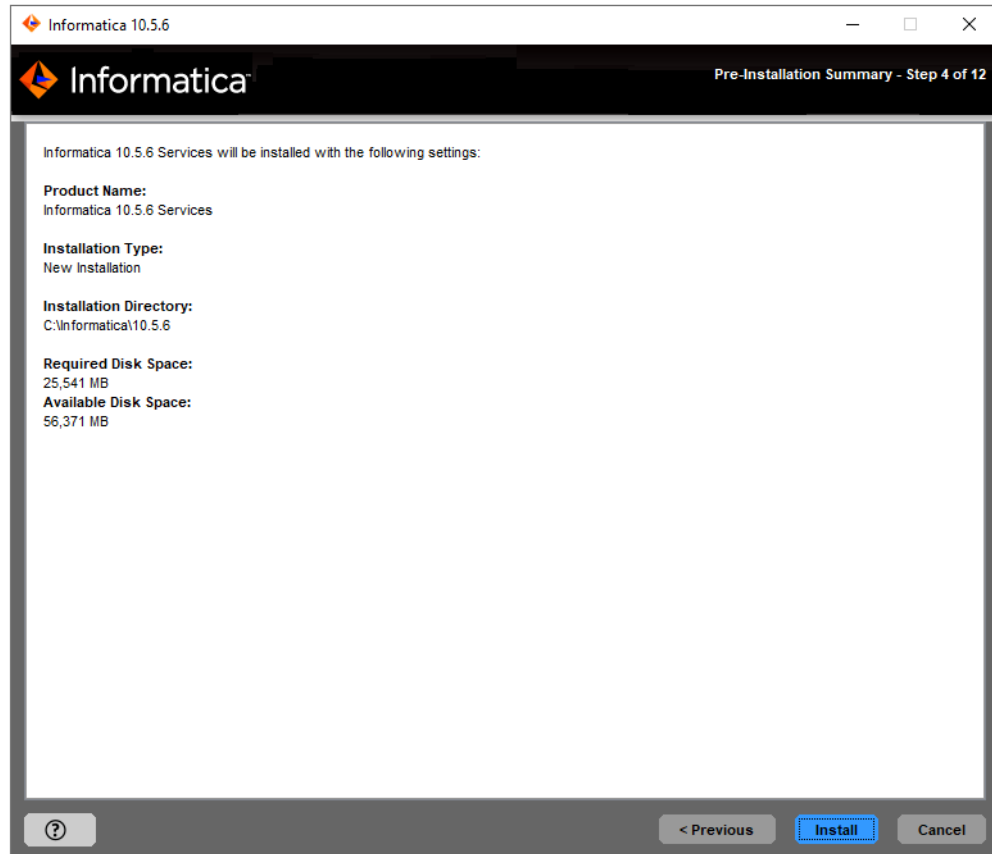 Informatica 10.5.6
Informatica
Pre-Installation Summary - Step 4 of 12
Informatica 10.5.6 Services will be installed with the following settings:
Product Name:
Informatica 10.5.6 Services
Installation Type:
New Installation
Installation Directory:
C:\Informatica\10.5.6
Required Disk Space:
25,541 MB
Available Disk Space:
56,371 MB
?
< Previous
Install
Cancel